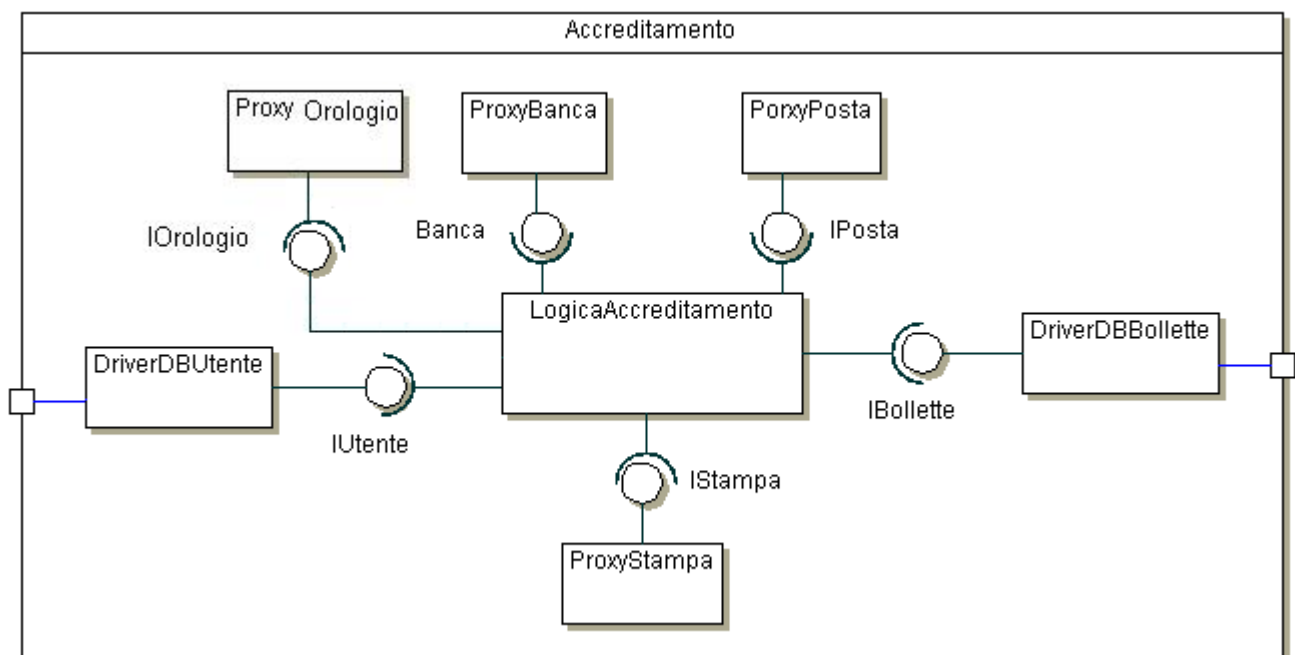 Accreditamento
Proxy Orologio
ProxyBanca
PorxyPosta
IOrologio
Banca
IPosta
LogicaAccreditamento
DriverDBUtente
DriverDBBollette
IUtente
IBollette
IStampa
ProxyStampa